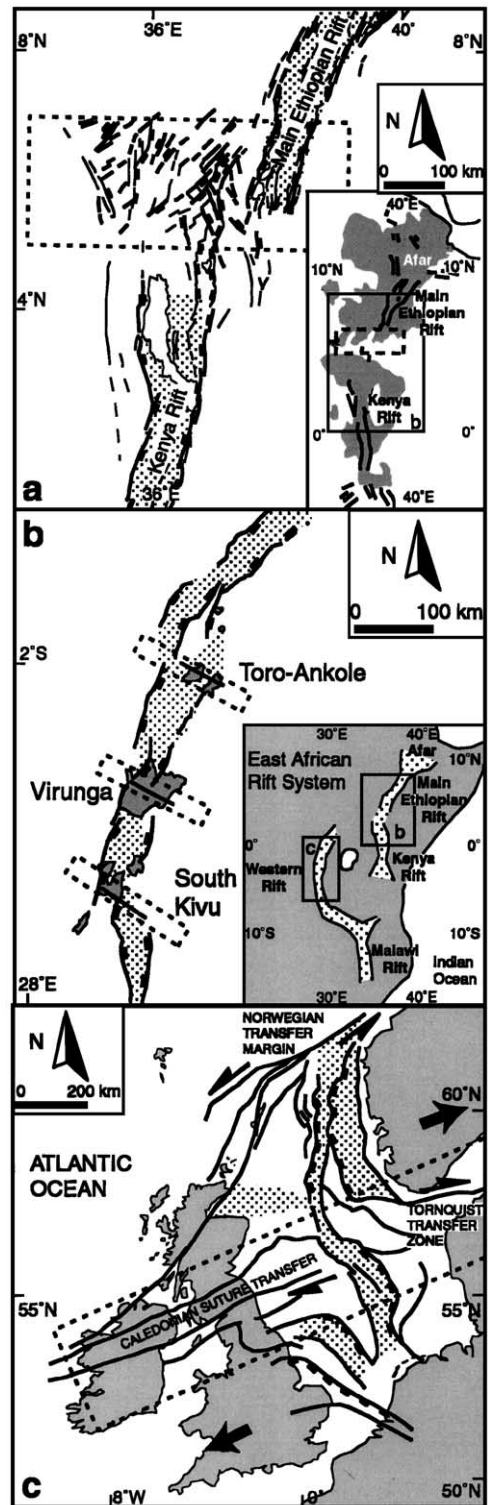 8°N
36°E
40°
8°N
Main Ethiopian Rift
N
0 100 km
4°N
Kenya Rift
36°E
a
40°E
Afar
10°N
10°N
Main
Ethiopian
Rift
Kenya
Rift
b
0°
0°
40°E
b
N
0 100 km
2°S
Toro-Ankole
Virunga
South
Kivu
28°E
30°E
40°E
Afar
East African
Rift System
10°N
Main
Ethiopian
Rift
b
0°
0°
c
Western
Rift
Kenya
Rift
10°S
10°S
Malawi
Rift
Indian
Ocean
30°E
40°E
N
0 200 km
NORWEGIAN
TRANSFER
MARGIN
60°N
ATLANTIC
OCEAN
TORNQUIST
TRANSFER
ZONE
CALEDONIAN SUTURE TRANSFER
55°N
55°N
50°N
8°W
0°
c